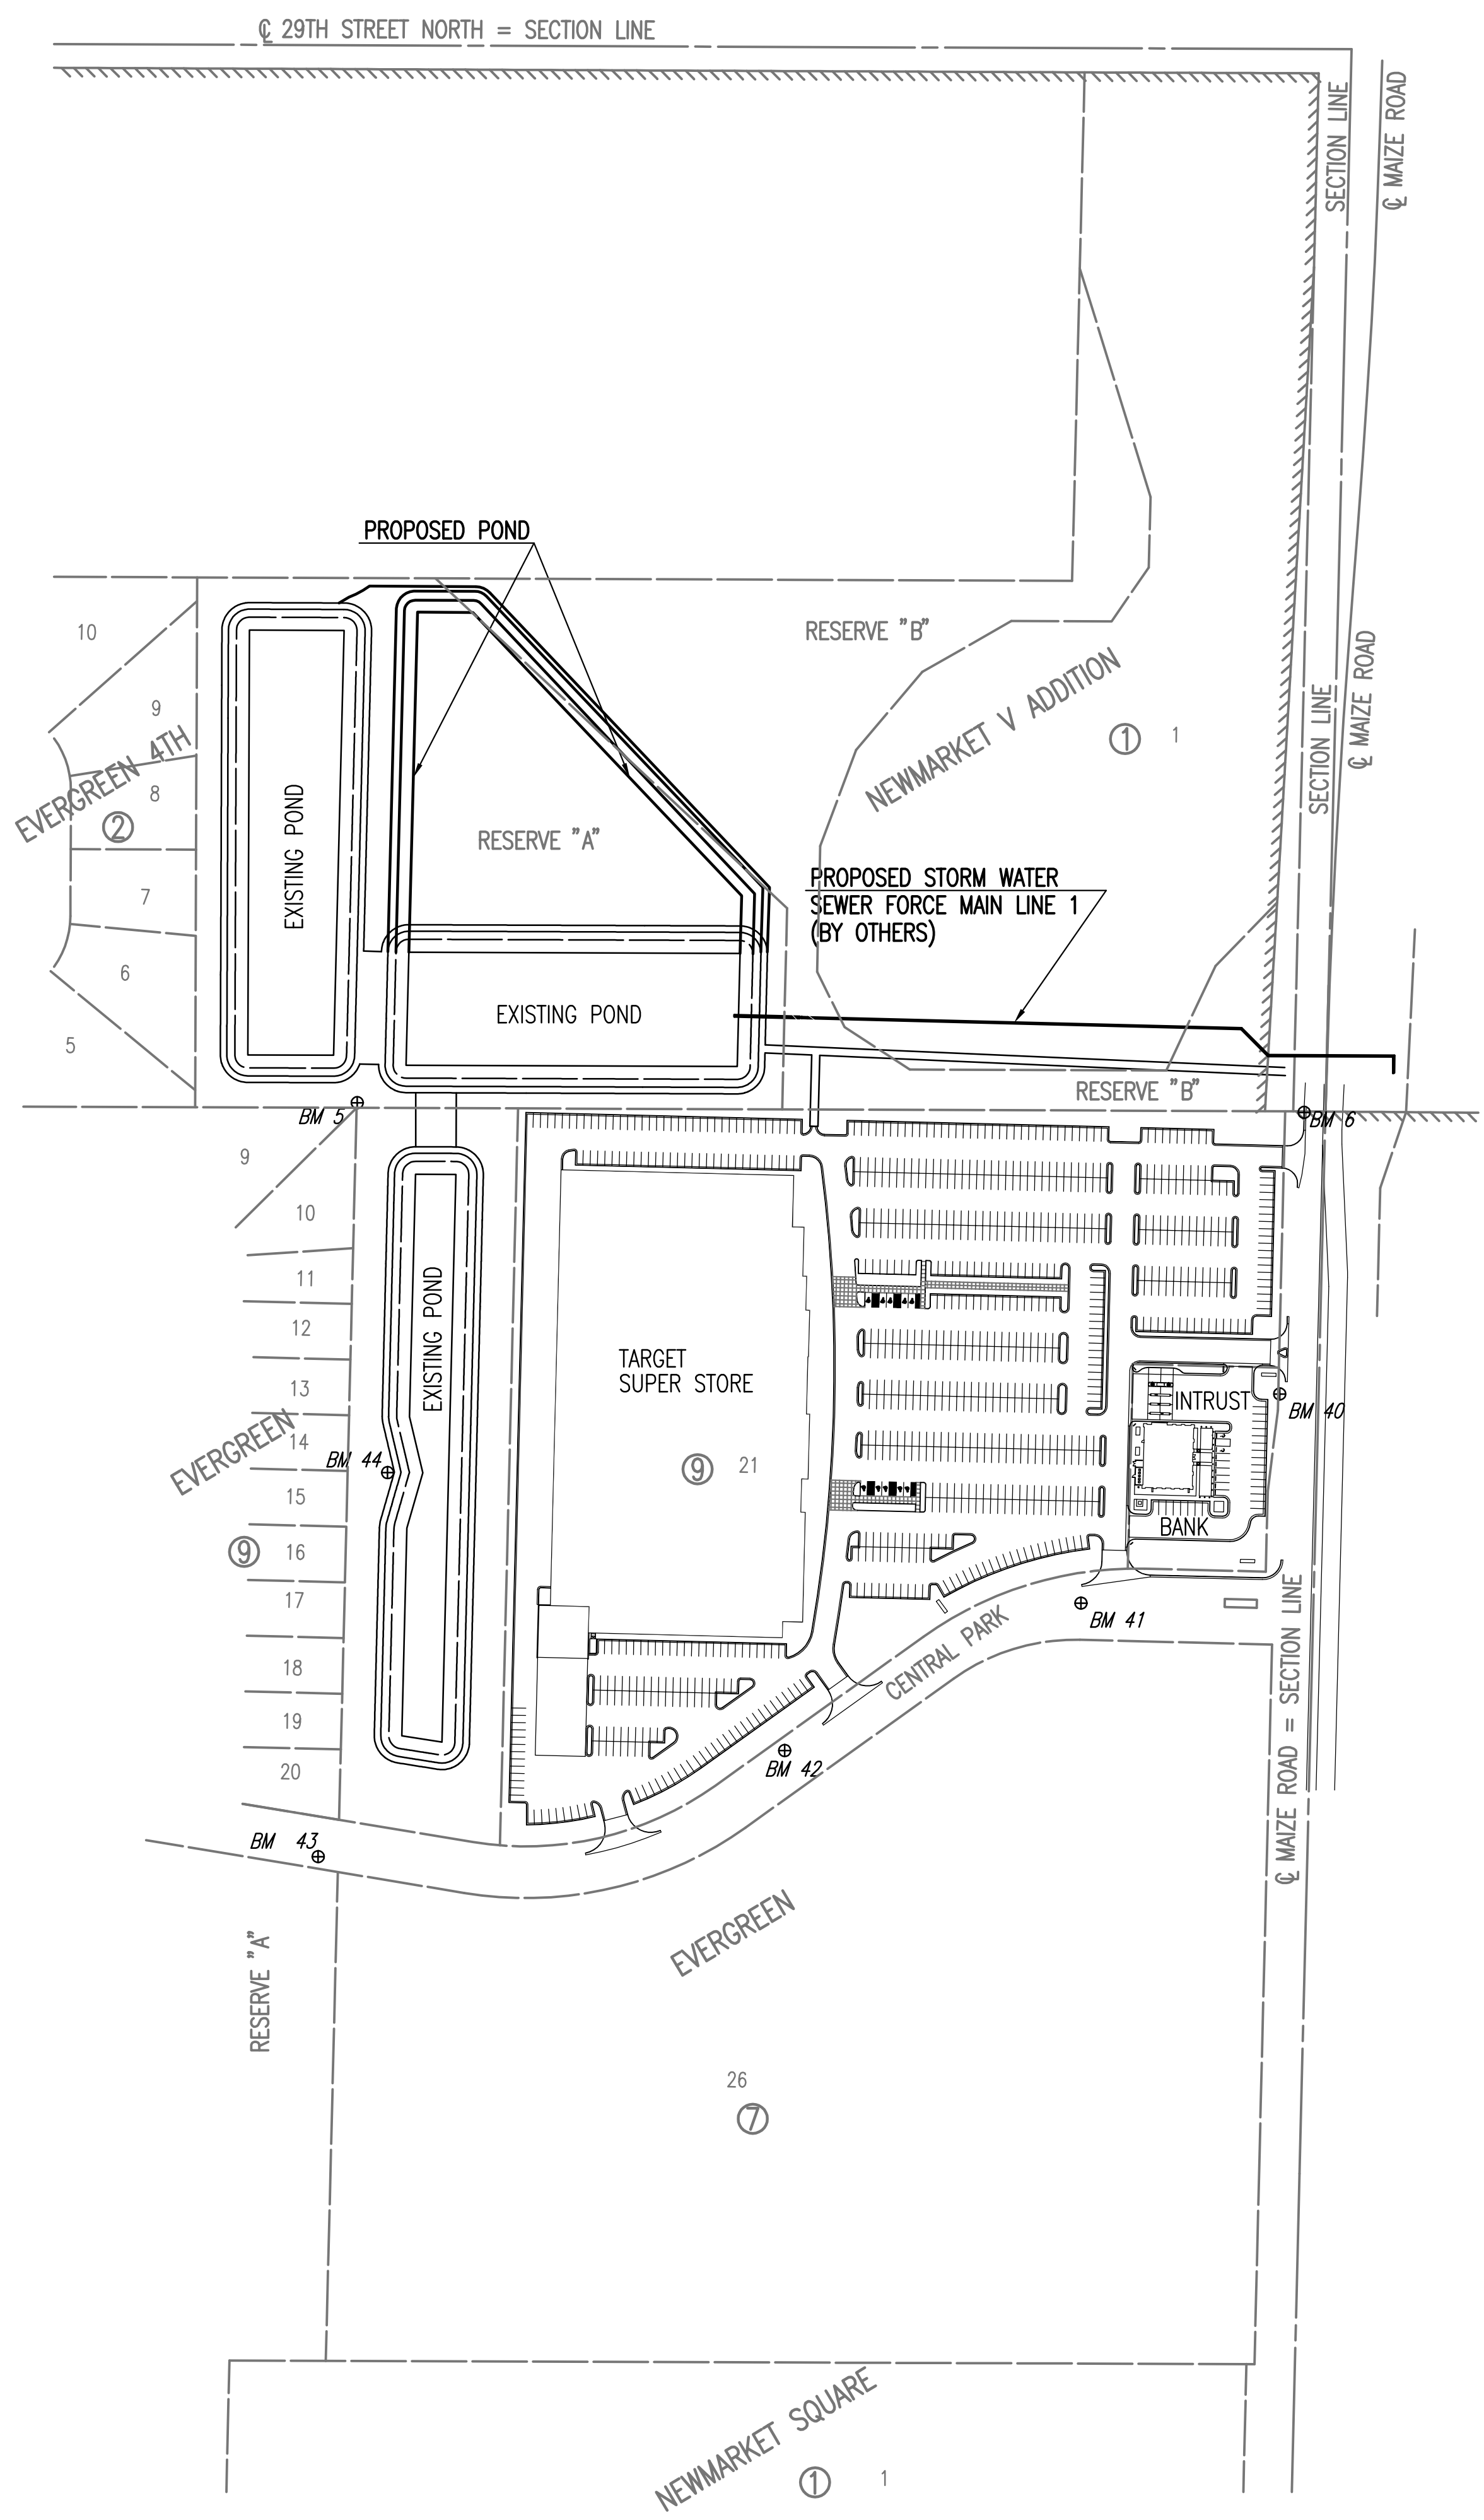 ℄ 29TH STREET NORTH = SECTION LINE
SECTION LINE
℄ MAIZE ROAD
PROPOSED POND
10
RESERVE "B"
NEWMARKET V ADDITION
① 1
9
EVERGREEN 4TH
8
②
7
6
5
EXISTING POND
RESERVE "A"
SECTION LINE
℄ MAIZE ROAD
PROPOSED STORM WATER
SEWER FORCE MAIN LINE 1
(BY OTHERS)
EXISTING POND
RESERVE "B"
BM 5
BM 6
9
10
11
12
13
EVERGREEN
14
15
⑨ 16
17
18
19
20
EXISTING POND
BM 44
TARGET
SUPER STORE
⑨ 21
INTRUST
BANK
BM 40
BM 41
CENTRAL PARK
BM 42
BM 43
℄ MAIZE ROAD = SECTION LINE
EVERGREEN
RESERVE "A"
26
⑦
NEWMARKET SQUARE
① 1